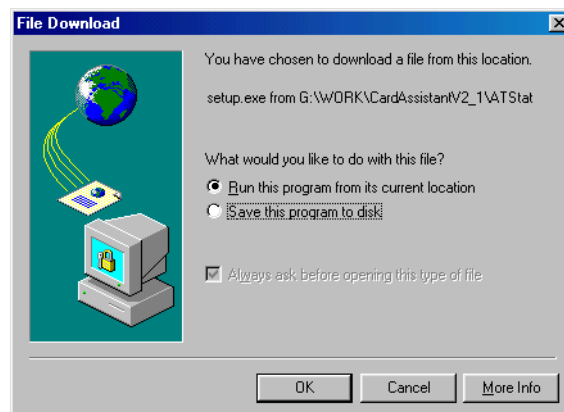 File Download
You have chosen to download a file from this location.
setup.exe from G:\WORK\CardAssistantV2_1\ATStat
What would you like to do with this file?
Run this program from its current location
Save this program to disk
Always ask before opening this type of file
OK Cancel More Info